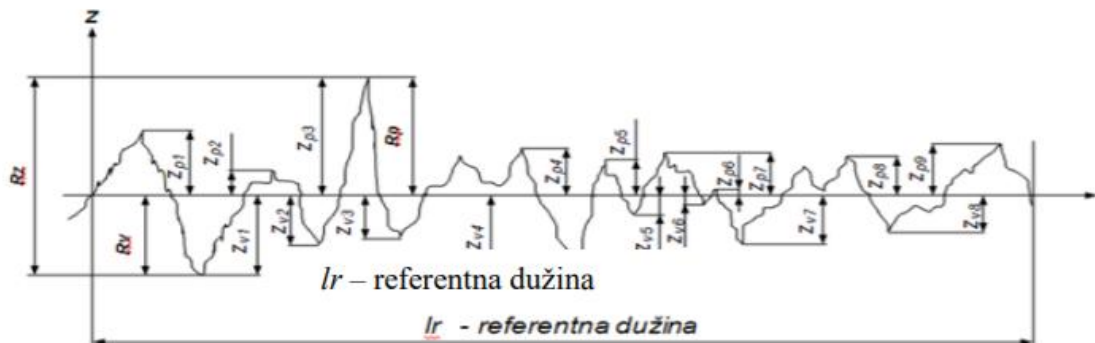 z
Rz
Rv
Zp1
Zp2
Zv1
Zv2
Zp3
Zv3
Rp
Zv4
Zp4
Zp5
Zv5
Zv6
Zp6
Zp7
Zv7
Zp8
Zp9
Zv8
lr – referentna dužina
lr - referentna dužina